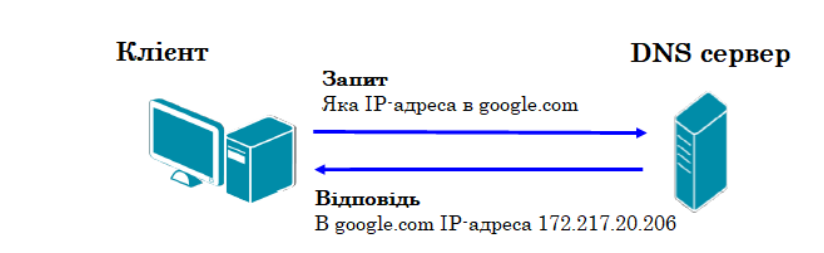 Клієнт
DNS сервер
Запит
Яка IP-адреса в google.com
Відповідь
В google.com IP-адреса 172.217.20.206